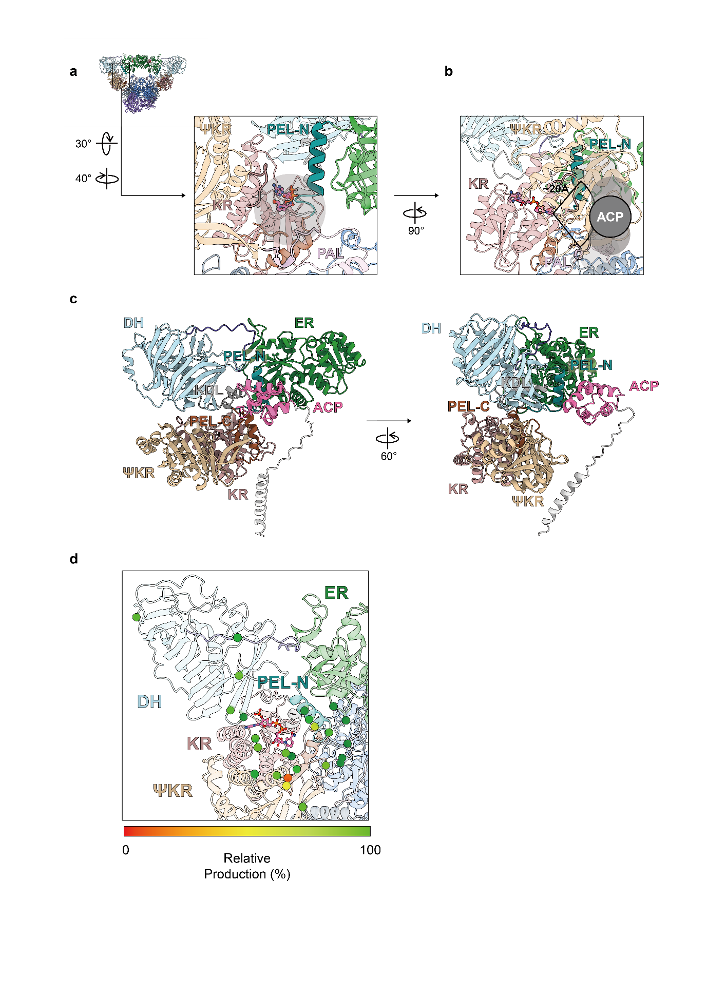 a
b
30°
40°
ΨKR
PEL-N
KR
PAL
90°
ΨKR
PEL-N
KR
~20Å
ACP
PAL
c
DH
ER
PEL-N
KDL
ACP
PEL-C
ΨKR
KR
60°
DH
ER
PEL-N
KDL
ACP
PEL-C
KR
ΨKR
d
ER
PEL-N
DH
KR
ΨKR
0
100
Relative
Production (%)